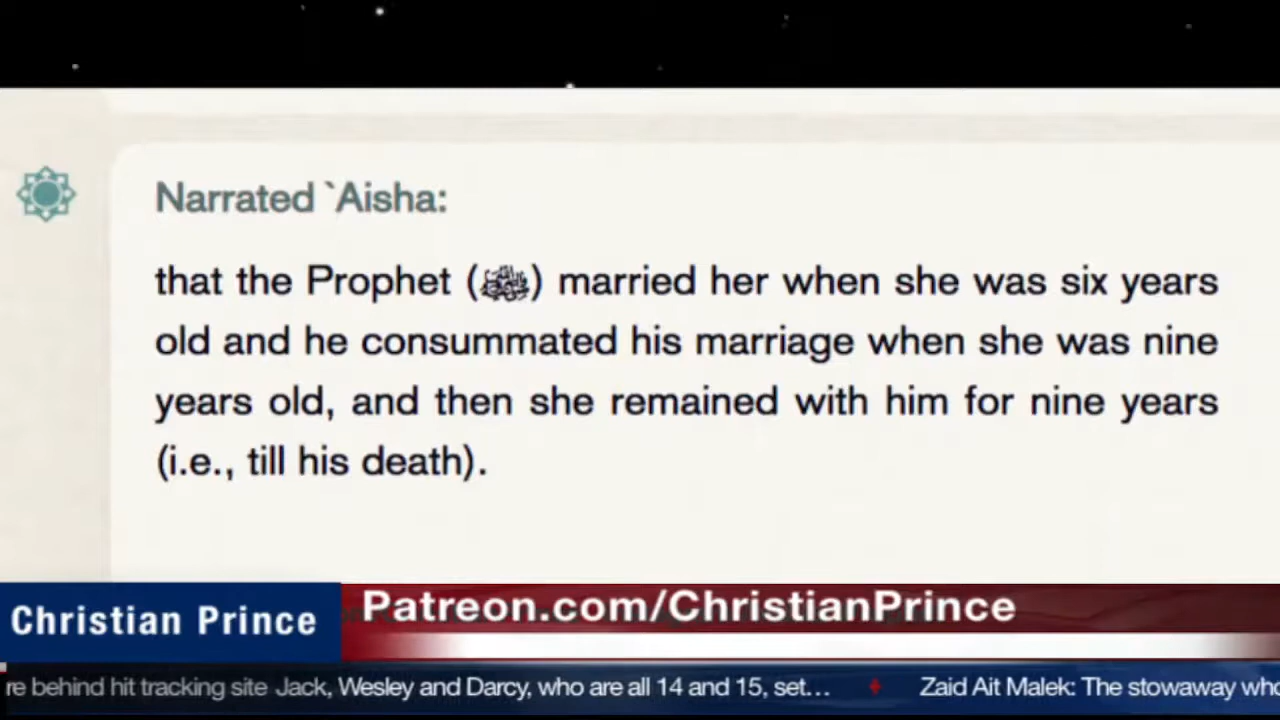 Narrated `Aisha:
that the Prophet (ﷺ) married her when she was six years
old and he consummated his marriage when she was nine
years old, and then she remained with him for nine years
(i.e., till his death).
Christian Prince
Patreon.com/ChristianPrince
re behind hit tracking site Jack, Wesley and Darcy, who are all 14 and 15, set... Zaid Ait Malek: The stowaway who